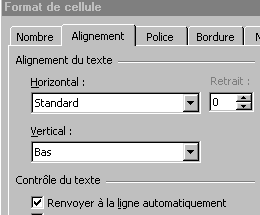 Format de cellule
Nombre Alignement Police Bordure
Alignement du texte
Horizontal : Retrait :
Standard 0
Vertical :
Bas
Contrôle du texte
Renvoyer à la ligne automatiquement